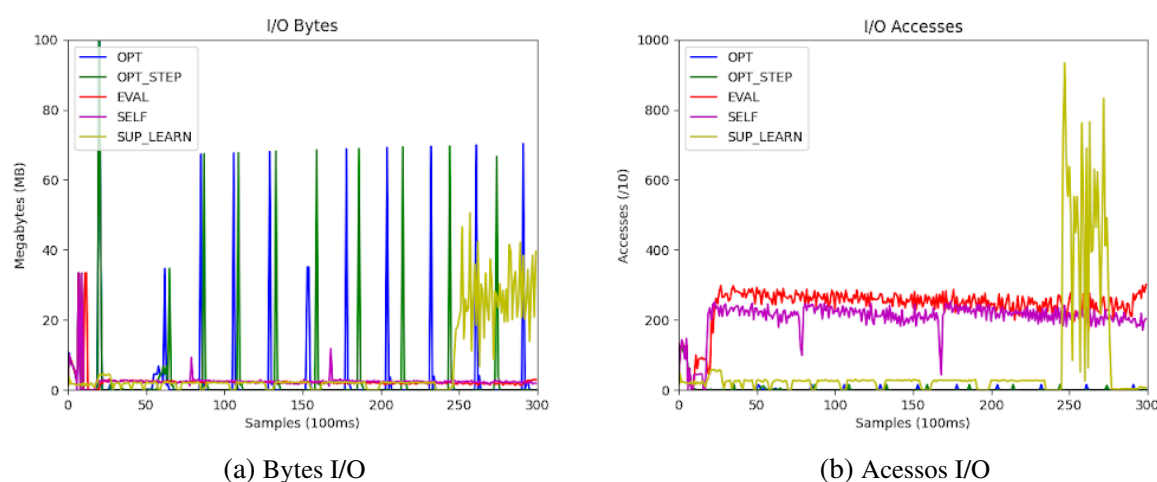 I/O Bytes
100
80
60
40
20
0
Megabytes (MB)
OPT
OPT_STEP
EVAL
SELF
SUP_LEARN
0 50 100 150 200 250 300
Samples (100ms)
(a) Bytes I/O
I/O Accesses
1000
800
600
400
200
0
Accesses (/10)
OPT
OPT_STEP
EVAL
SELF
SUP_LEARN
0 50 100 150 200 250 300
Samples (100ms)
(b) Acessos I/O